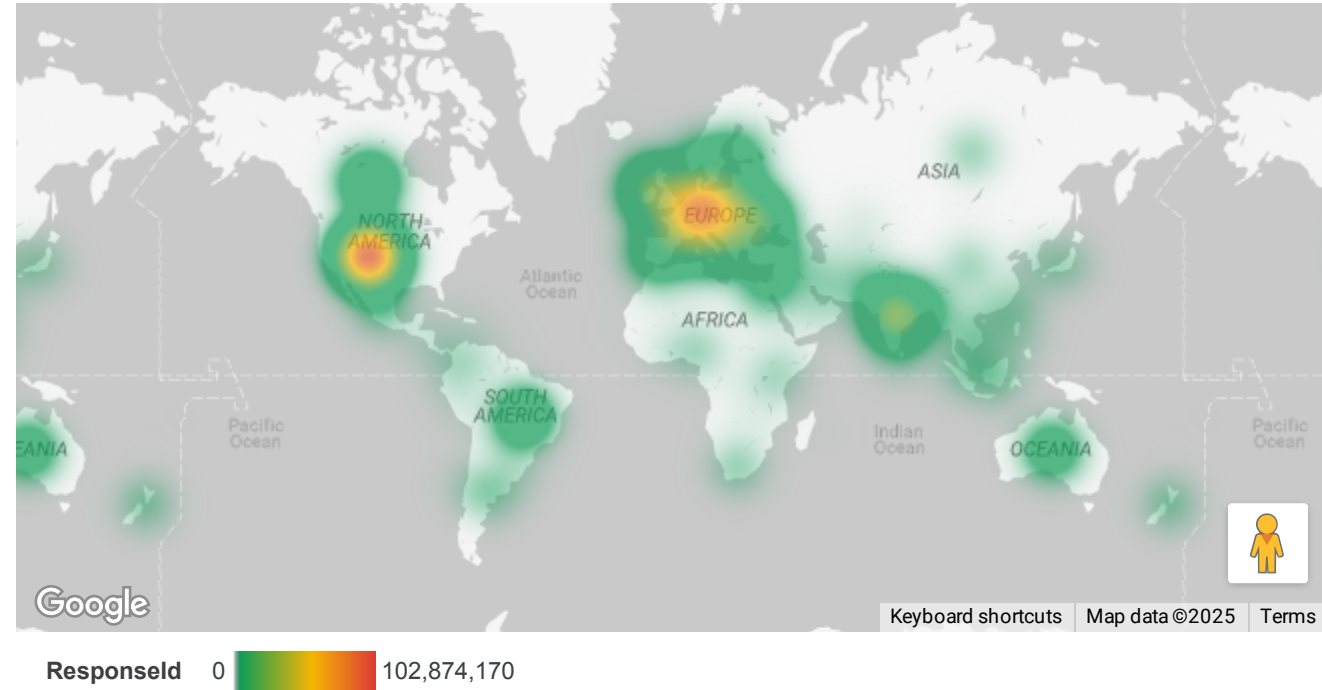 ASIA
NORTH
AMERICA
EUROPE
Atlantic
Ocean
AFRICA
SOUTH
AMERICA
Pacific
Ocean
Indian
Ocean
Pacific
Ocean
EANIA
OCEANIA
Google
Keyboard shortcuts
Map data ©2025
Terms
ResponseId 0 102,874,170